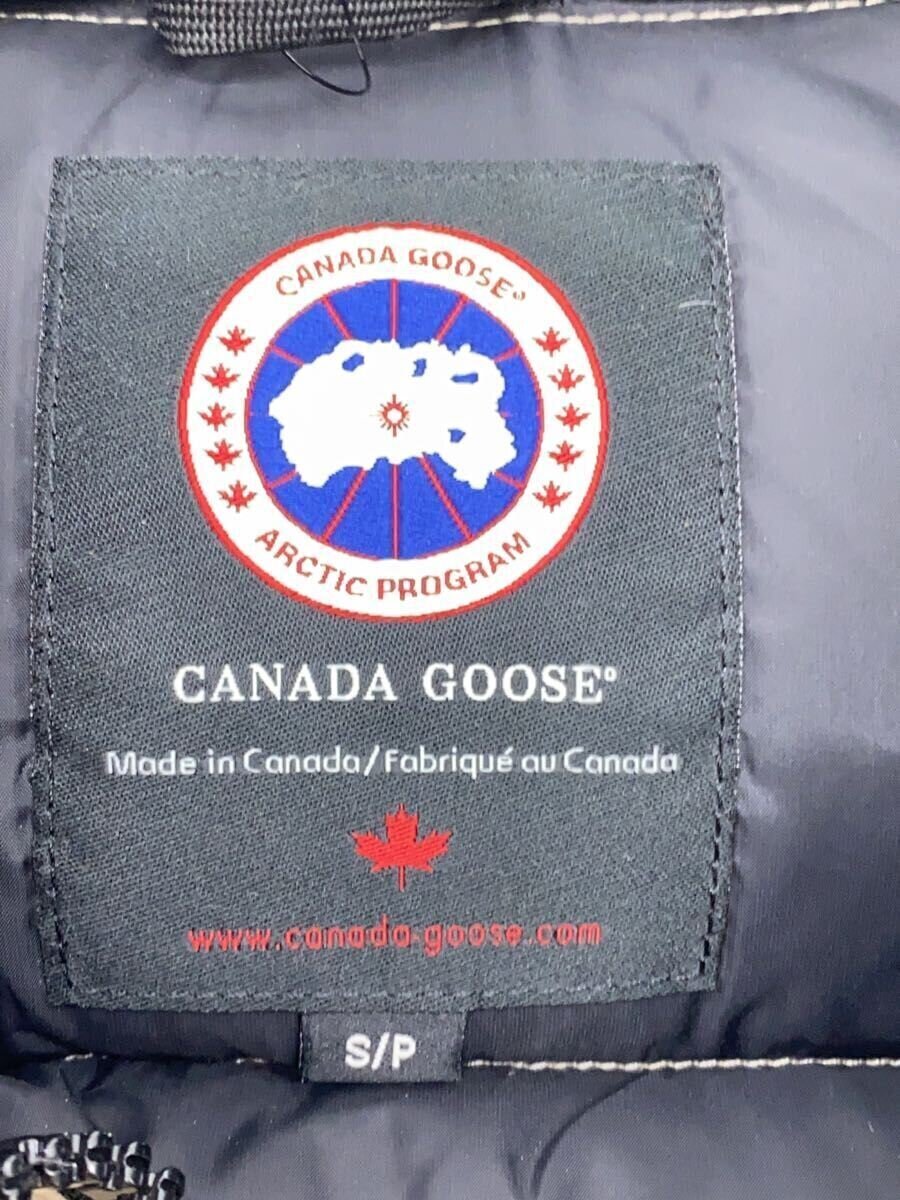 CANADA GOOSE®
ARCTIC PROGRAM
CANADA GOOSE®
Made in Canada/Fabriqué au Canada
www.canada-goose.com
S/P